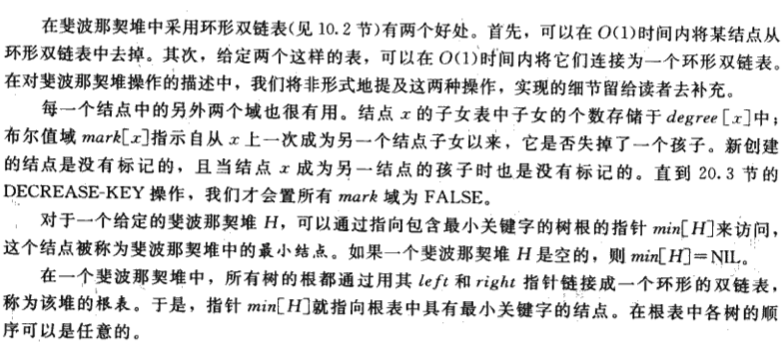 在斐波那契堆中采用环形双链表(见 10.2 节)有两个好处。首先，可以在 O(1)时间内将某结点从
环形双链表中去掉。其次，给定两个这样的表，可以在 O(1)时间内将它们连接为一个环形双链表。
在对斐波那契堆操作的描述中，我们将非形式地提及这两种操作，实现的细节留给读者去补充。
每一个结点中的另外两个域也很有用。结点 x 的子女表中子女的个数存储于 degree[x]中；
布尔值域 mark[x]指示自从 x 上一次成为另一个结点子女以来，它是否失掉了一个孩子。新创建
的结点是没有标记的，且当结点 x 成为另一结点的孩子时也是没有标记的。直到 20.3 节的
DECREASE-KEY 操作，我们才会置所有 mark 域为 FALSE。
对于一个给定的斐波那契堆 H，可以通过指向包含最小关键字的树根的指针 min[H]来访问，
这个结点被称为斐波那契堆中的最小结点。如果一个斐波那契堆 H 是空的，则 min[H]=NIL。
在一个斐波那契堆中，所有树的根都通过用其 left 和 right 指针链接成一个环形的双链表，
称为该堆的根表。于是，指针 min[H]就指向根表中具有最小关键字的结点。在根表中各树的顺
序可以是任意的。